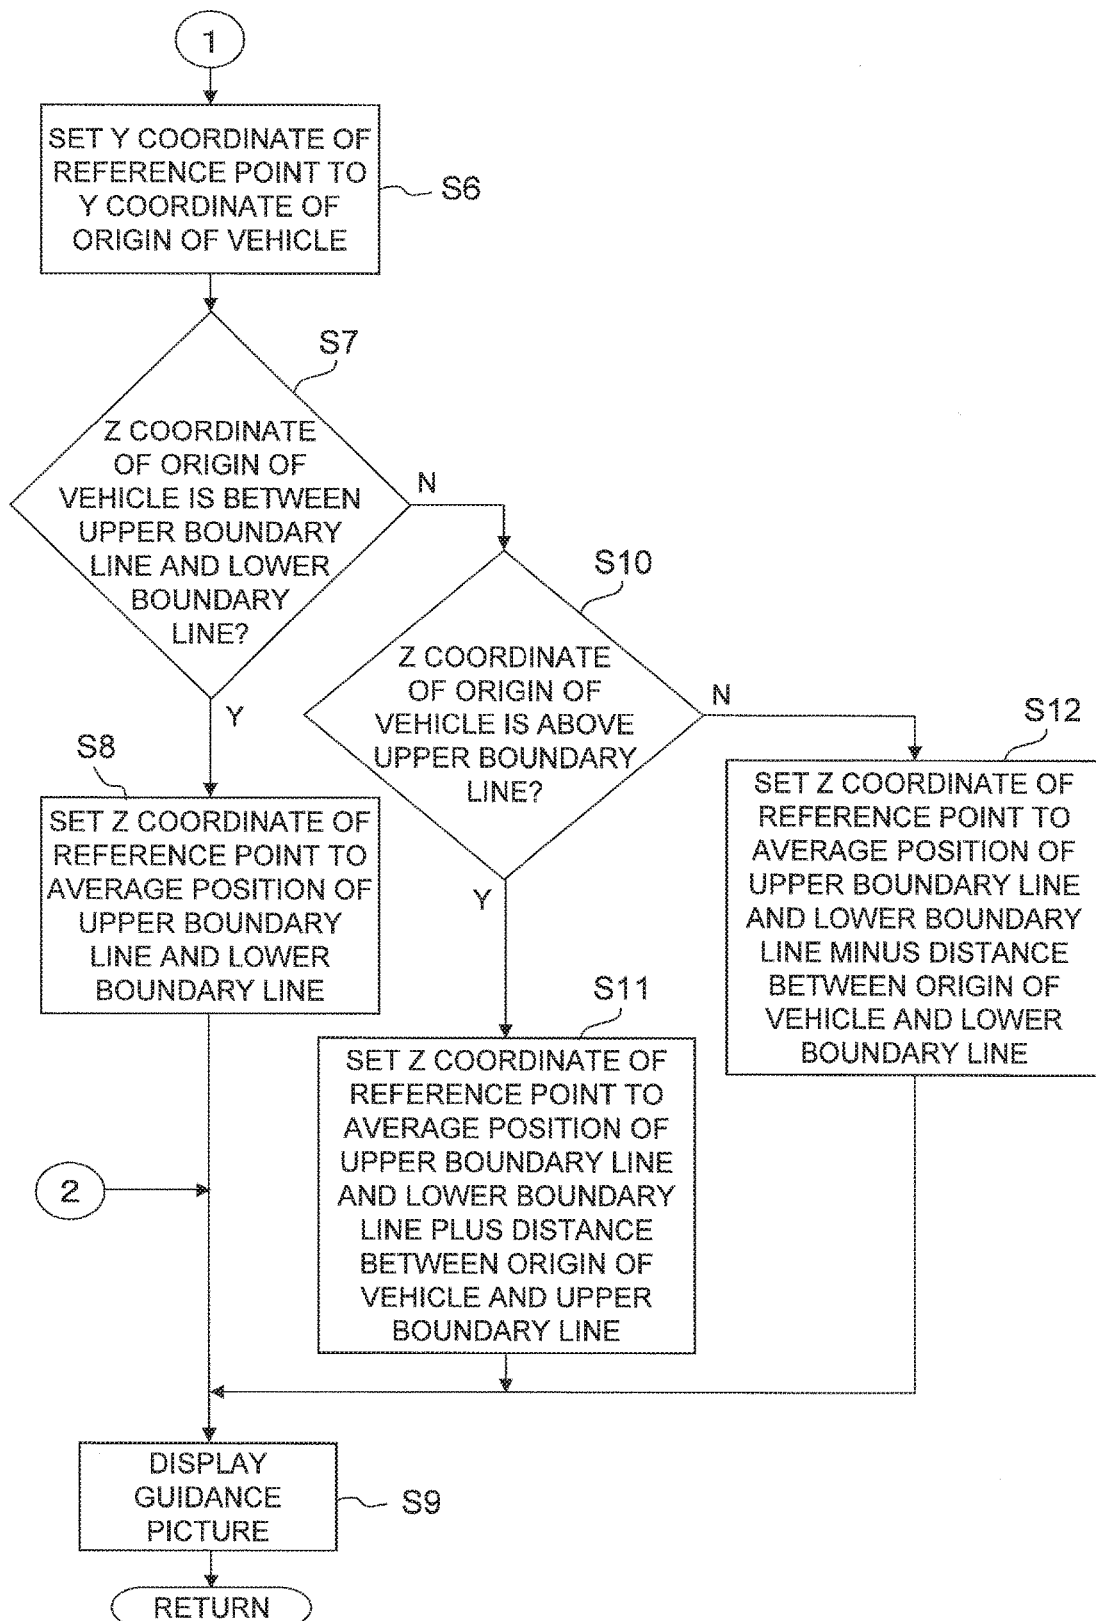 1
SET Y COORDINATE OF
REFERENCE POINT TO
Y COORDINATE OF
ORIGIN OF VEHICLE
S6
S7
Z COORDINATE
OF ORIGIN OF
VEHICLE IS BETWEEN
UPPER BOUNDARY
LINE AND LOWER
BOUNDARY
LINE?
N
Y
S10
Z COORDINATE
OF ORIGIN OF
VEHICLE IS ABOVE
UPPER BOUNDARY
LINE?
N
Y
S8
SET Z COORDINATE OF
REFERENCE POINT TO
AVERAGE POSITION OF
UPPER BOUNDARY
LINE AND LOWER
BOUNDARY LINE
S12
SET Z COORDINATE OF
REFERENCE POINT TO
AVERAGE POSITION OF
UPPER BOUNDARY LINE
AND LOWER BOUNDARY
LINE MINUS DISTANCE
BETWEEN ORIGIN OF
VEHICLE AND LOWER
BOUNDARY LINE
S11
SET Z COORDINATE OF
REFERENCE POINT TO
AVERAGE POSITION OF
UPPER BOUNDARY LINE
AND LOWER BOUNDARY
LINE PLUS DISTANCE
BETWEEN ORIGIN OF
VEHICLE AND UPPER
BOUNDARY LINE
2
DISPLAY
GUIDANCE
PICTURE
S9
RETURN